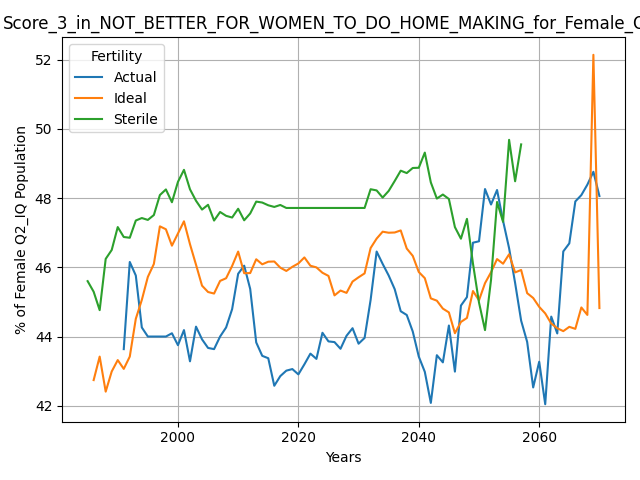 Score_3_in_NOT_BETTER_FOR_WOMEN_TO_DO_HOME_MAKING_for_Female_
Fertility
Actual
Ideal
Sterile
% of Female Q2_IQ Population
52
50
48
46
44
42
2000
2020
2040
2060
Years